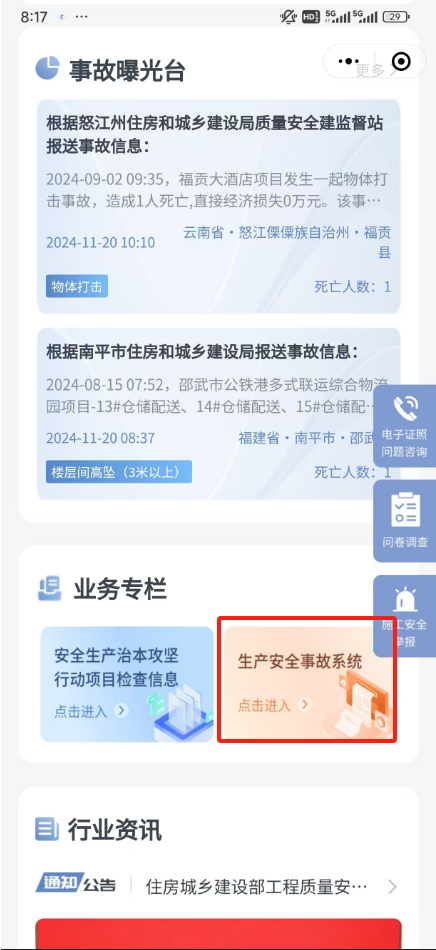 8:17
HD
5G
5G
29
事故曝光台
更多
根据怒江州住房和城乡建设局质量安全建监督站
报送事故信息：
2024-09-02 09:35，福贡大酒店项目发生一起物体打
击事故，造成1人死亡,直接经济损失0万元。该事…
2024-11-20 10:10
云南省·怒江傈僳族自治州·福贡
县
物体打击
死亡人数：1
根据南平市住房和城乡建设局报送事故信息：
2024-08-15 07:52，邵武市公铁港多式联运综合物流
园项目-13#仓储配送、14#仓储配送、15#仓储配…
2024-11-20 08:37
福建省·南平市·邵武
楼层间高坠（3米以上）
死亡人数：1
电子证照
问题咨询
问卷调查
施工安全
举报
业务专栏
安全生产治本攻坚
行动项目检查信息
点击进入
生产安全事故系统
点击进入
行业资讯
通知公告
住房城乡建设部工程质量安…